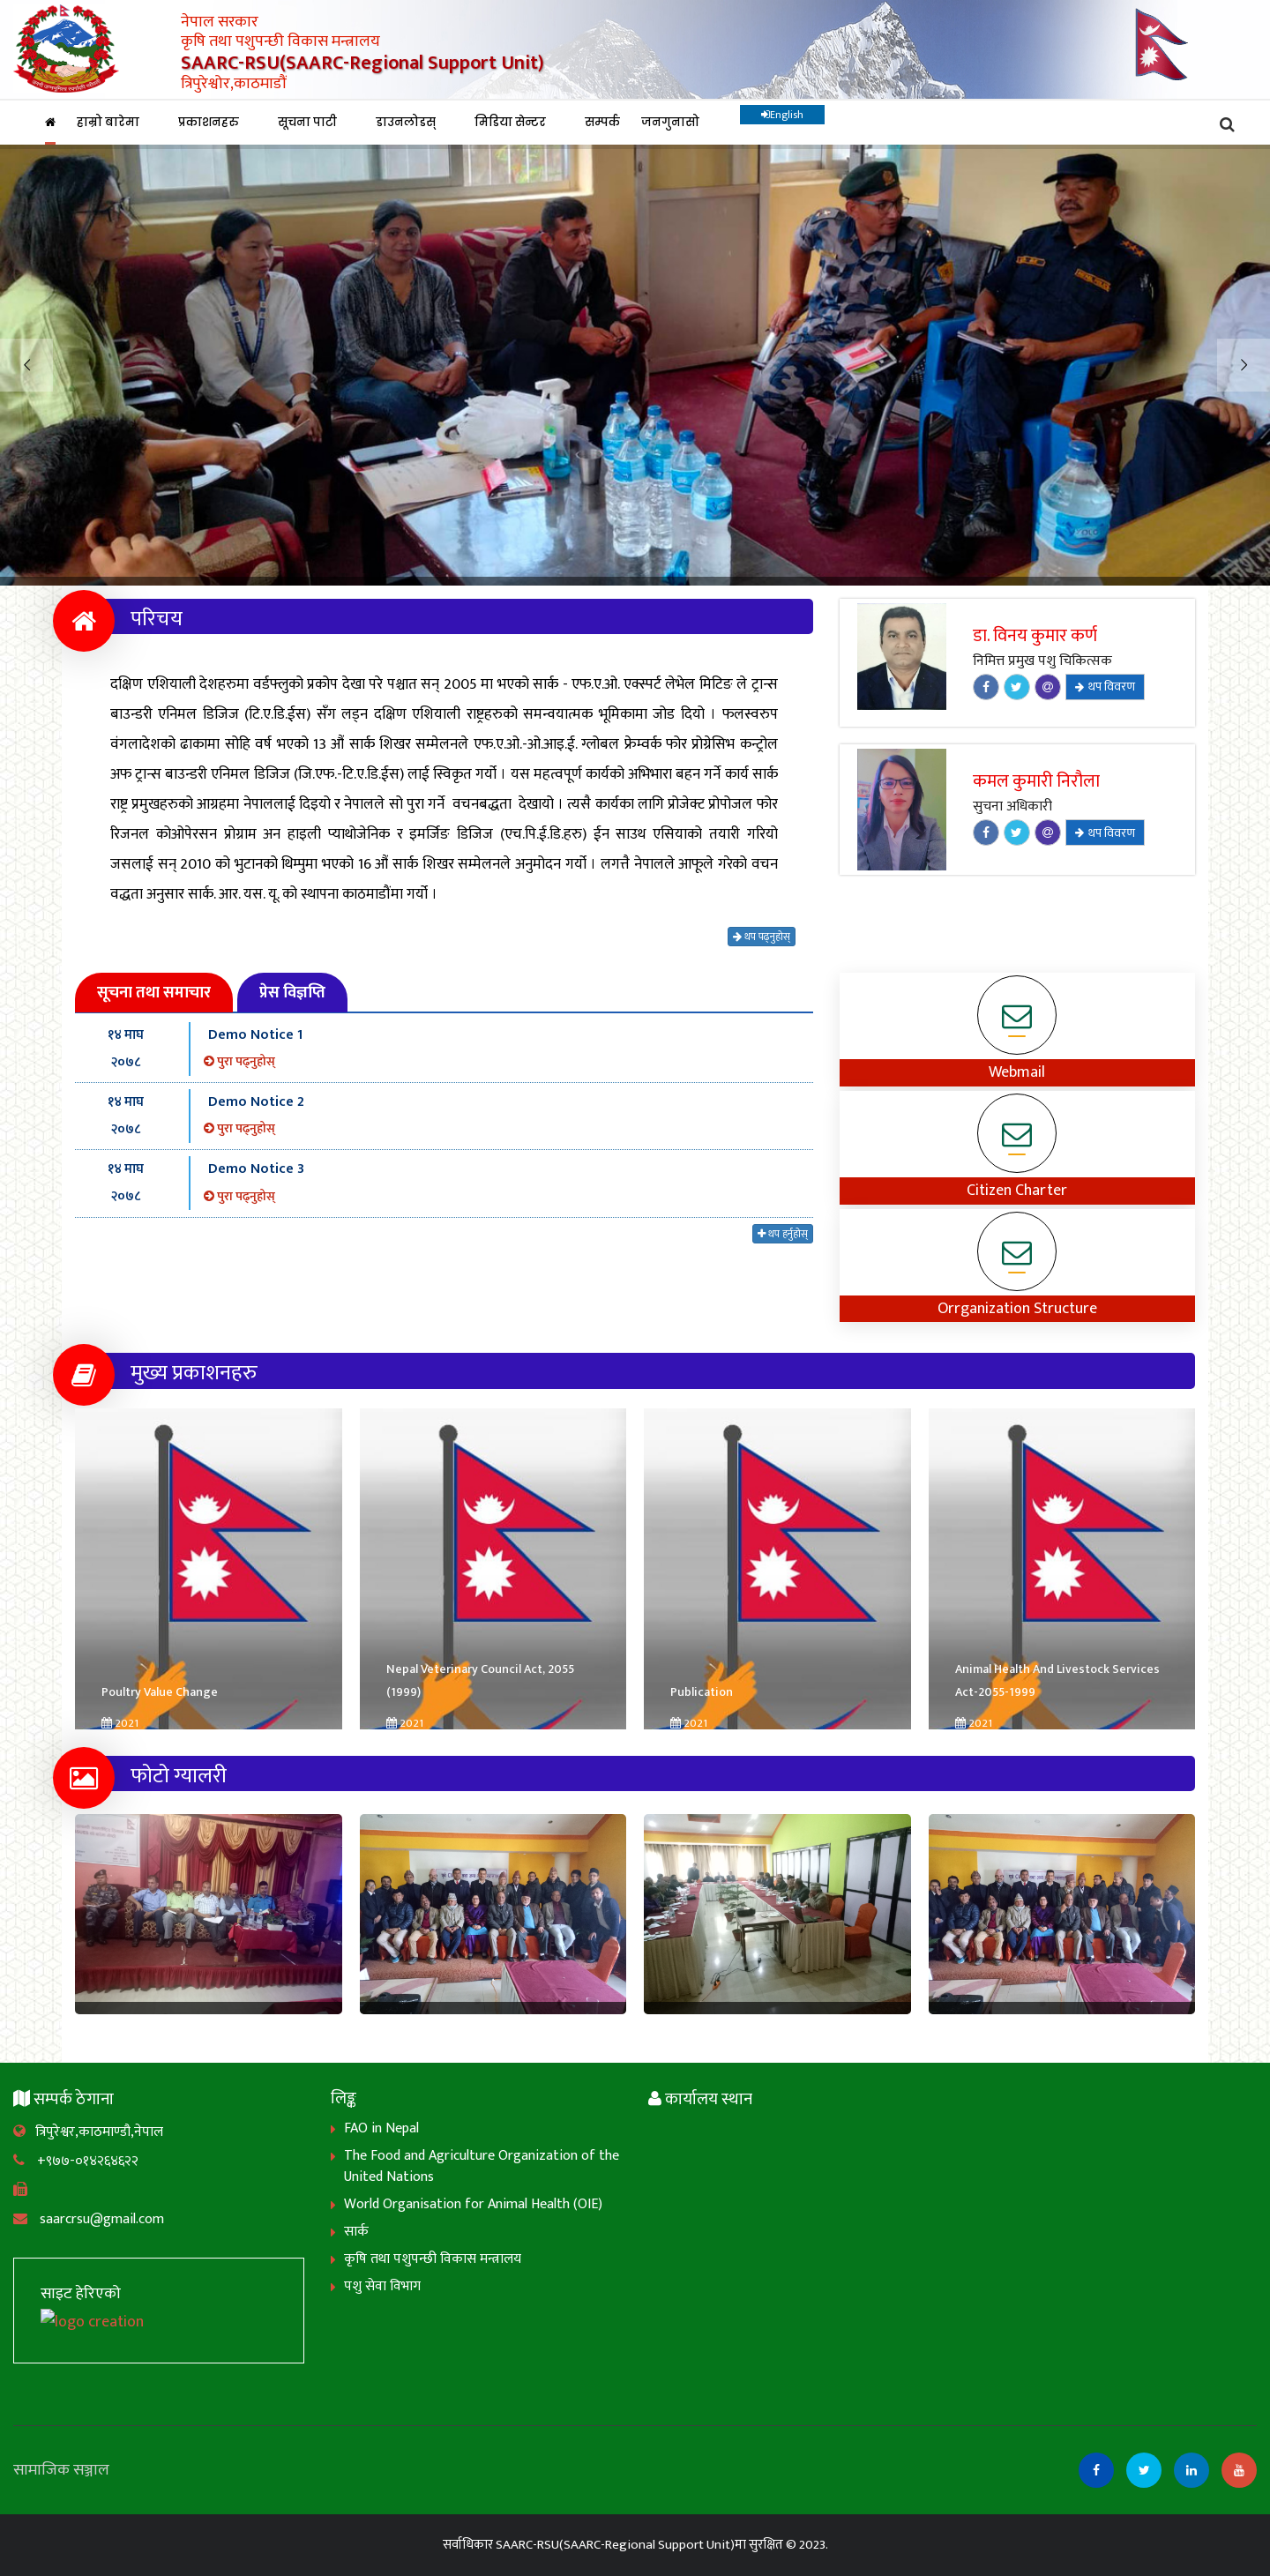 नेपाल सरकार
कृषि तथा पशुपन्छी विकास मन्त्रालय
SAARC-RSU(SAARC-Regional Support Unit)
त्रिपुरेश्वोर,काठमाडौं
हाम्रो बारेमा प्रकाशनहरु सूचना पाटी डाउनलोडस् मिडिया सेन्टर सम्पर्क जनगुनासो English
परिचय
दक्षिण एशियाली देशहरुमा वर्डफ्लुको प्रकोप देखा परे पश्चात सन् 2005 मा भएको सार्क - एफ.ए.ओ. एक्सपर्ट लेभेल मिटिङ ले ट्रान्स
बाउन्डरी एनिमल डिजिज (टि.ए.डि.ईस) सँग लड्न दक्षिण एशियाली राष्ट्रहरुको समन्वयात्मक भूमिकामा जोड दियो । फलस्वरुप
वंगलादेशको ढाकामा सोहि वर्ष भएको 13 औं सार्क शिखर सम्मेलनले एफ.ए.ओ.-ओ.आइ.ई. ग्लोबल फ्रेम्वर्क फोर प्रोग्रेसिभ कन्ट्रोल
अफ ट्रान्स बाउन्डरी एनिमल डिजिज (जि.एफ.-टि.ए.डि.ईस) लाई स्विकृत गर्यो । यस महत्वपूर्ण कार्यको अभिभारा बहन गर्ने कार्य सार्क
राष्ट्र प्रमुखहरुको आग्रहमा नेपाललाई दिइयो र नेपालले सो पुरा गर्ने वचनबद्धता देखायो । त्यसै कार्यका लागि प्रोजेक्ट प्रोपोजल फोर
रिजनल कोओपेरसन प्रोग्राम अन हाइली प्याथोजेनिक र इमर्जिङ डिजिज (एच.पि.ई.डि.हरु) ईन साउथ एसियाको तयारी गरियो
जसलाई सन् 2010 को भुटानको थिम्पुमा भएको 16 औं सार्क शिखर सम्मेलनले अनुमोदन गर्यो । लगत्तै नेपालले आफूले गरेको वचन
वद्धता अनुसार सार्क. आर. यस. यू. को स्थापना काठमाडौंमा गर्यो ।
थप पढ्नुहोस्
डा. विनय कुमार कर्ण
निमित्त प्रमुख पशु चिकित्सक
थप विवरण
कमल कुमारी निरौला
सुचना अधिकारी
थप विवरण
सूचना तथा समाचार प्रेस विज्ञप्ति
१४ माघ
२०७८
Demo Notice 1
पुरा पढ्नुहोस्
१४ माघ
२०७८
Demo Notice 2
पुरा पढ्नुहोस्
१४ माघ
२०७८
Demo Notice 3
पुरा पढ्नुहोस्
थप हर्नुहोस्
Webmail
Citizen Charter
Orrganization Structure
मुख्य प्रकाशनहरु
Poultry Value Change
2021
Nepal Veterinary Council Act, 2055
(1999)
2021
Publication
2021
Animal Health And Livestock Services
Act-2055-1999
2021
फोटो ग्यालरी
सम्पर्क ठेगाना
त्रिपुरेश्वर,काठमाण्डौ,नेपाल
+९७७-०१४२६४६२२
saarcrsu@gmail.com
साइट हेरिएको
logo creation
लिङ्क
FAO in Nepal
The Food and Agriculture Organization of the
United Nations
World Organisation for Animal Health (OIE)
सार्क
कृषि तथा पशुपन्छी विकास मन्त्रालय
पशु सेवा विभाग
कार्यालय स्थान
सामाजिक सञ्जाल
सर्वाधिकार SAARC-RSU(SAARC-Regional Support Unit)मा सुरक्षित © 2023.